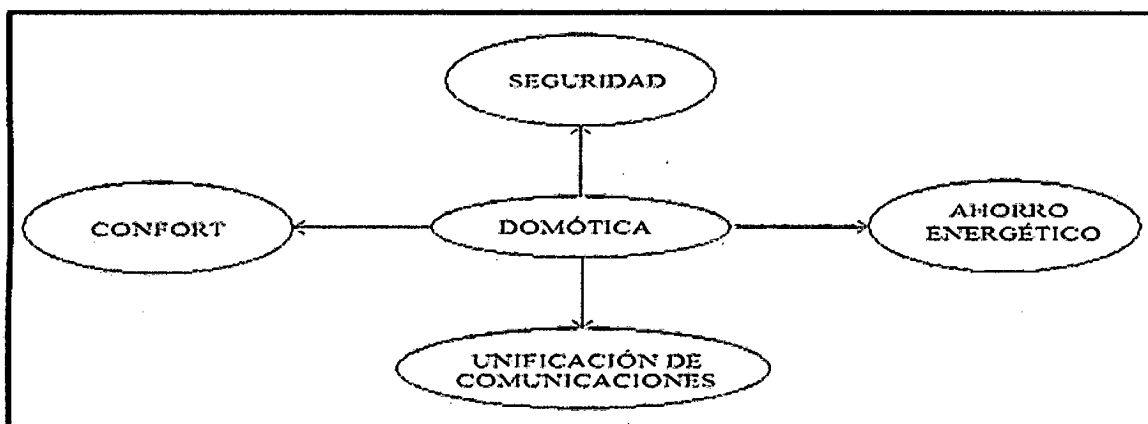 SEGURIDAD
CONFORT
DOMÓTICA
AHORRO
ENERGÉTICO
UNIFICACIÓN DE
COMUNICACIONES